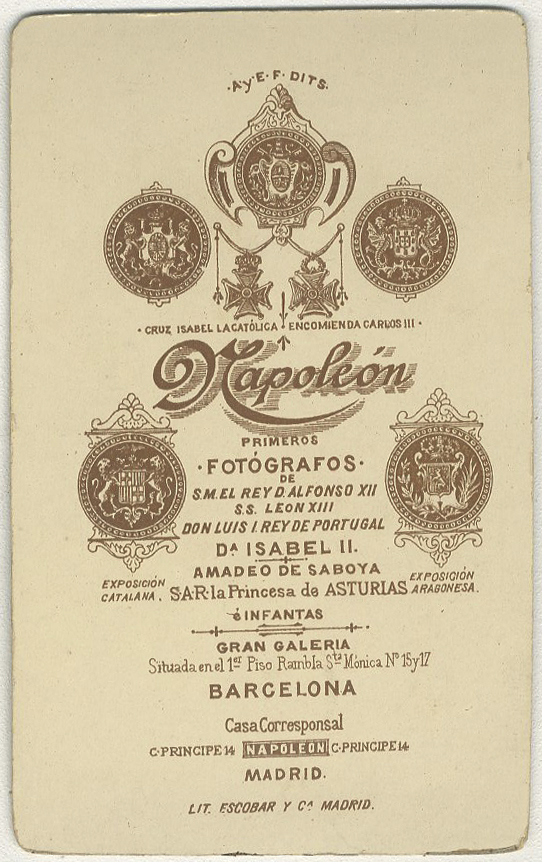 ·A·y·E·F·DITS·
·CRUZ ISABEL LA CATÓLICA· ENCOMIENDA CARLOS III·
Napoleón
PRIMEROS
·FOTÓGRAFOS·
DE
S.M. EL REY D. ALFONSO XII
S.S. LEON XIII
DON LUIS I. REY DE PORTUGAL
Dª ISABEL II.
AMADEO DE SABOYA
EXPOSICIÓN CATALANA.
S·A·R· la Princesa de ASTURIAS
EXPOSICIÓN ARAGONESA.
é INFANTAS
GRAN GALERIA
Situada en el 1er Piso Rambla Sta Mónica Nº 15 y 17
BARCELONA
Casa Corresponsal
C·PRINCIPE 14 NAPOLEON C·PRINCIPE 14
MADRID.
LIT. ESCOBAR Y Cª MADRID.